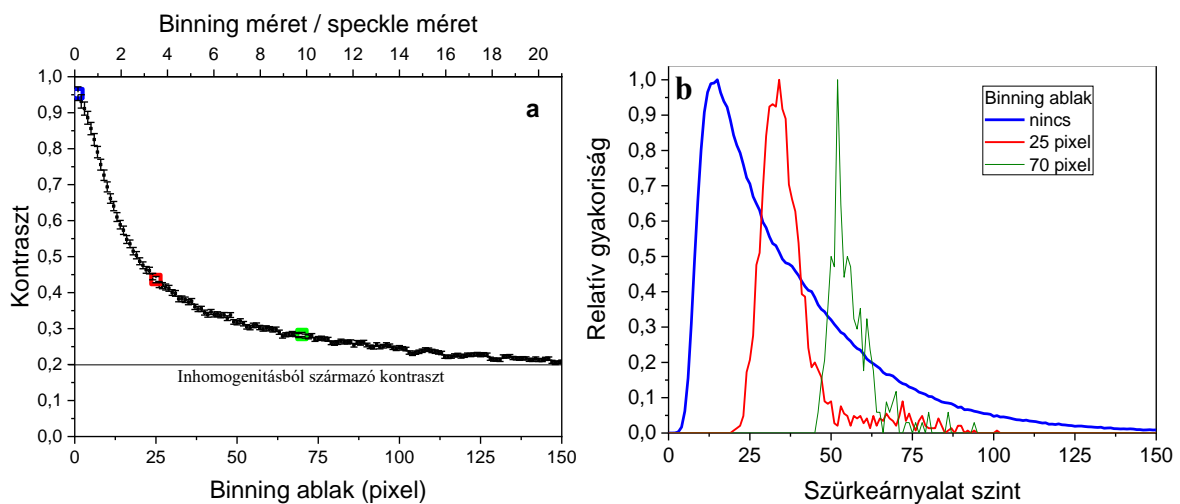 Binning méret / speckle méret
0 2 4 6 8 10 12 14 16 18 20
1,0
0,9
0,8
0,7
0,6
0,5
0,4
0,3
0,2
0,1
0,0
Kontraszt
a
Inhomogenitásból származó kontraszt
0 25 50 75 100 125 150
Binning ablak (pixel)
b
Binning ablak
nincs
25 pixel
70 pixel
1,0
0,9
0,8
0,7
0,6
0,5
0,4
0,3
0,2
0,1
0,0
Relatív gyakoriság
0 25 50 75 100 125 150
Szürkeárnyalat szint